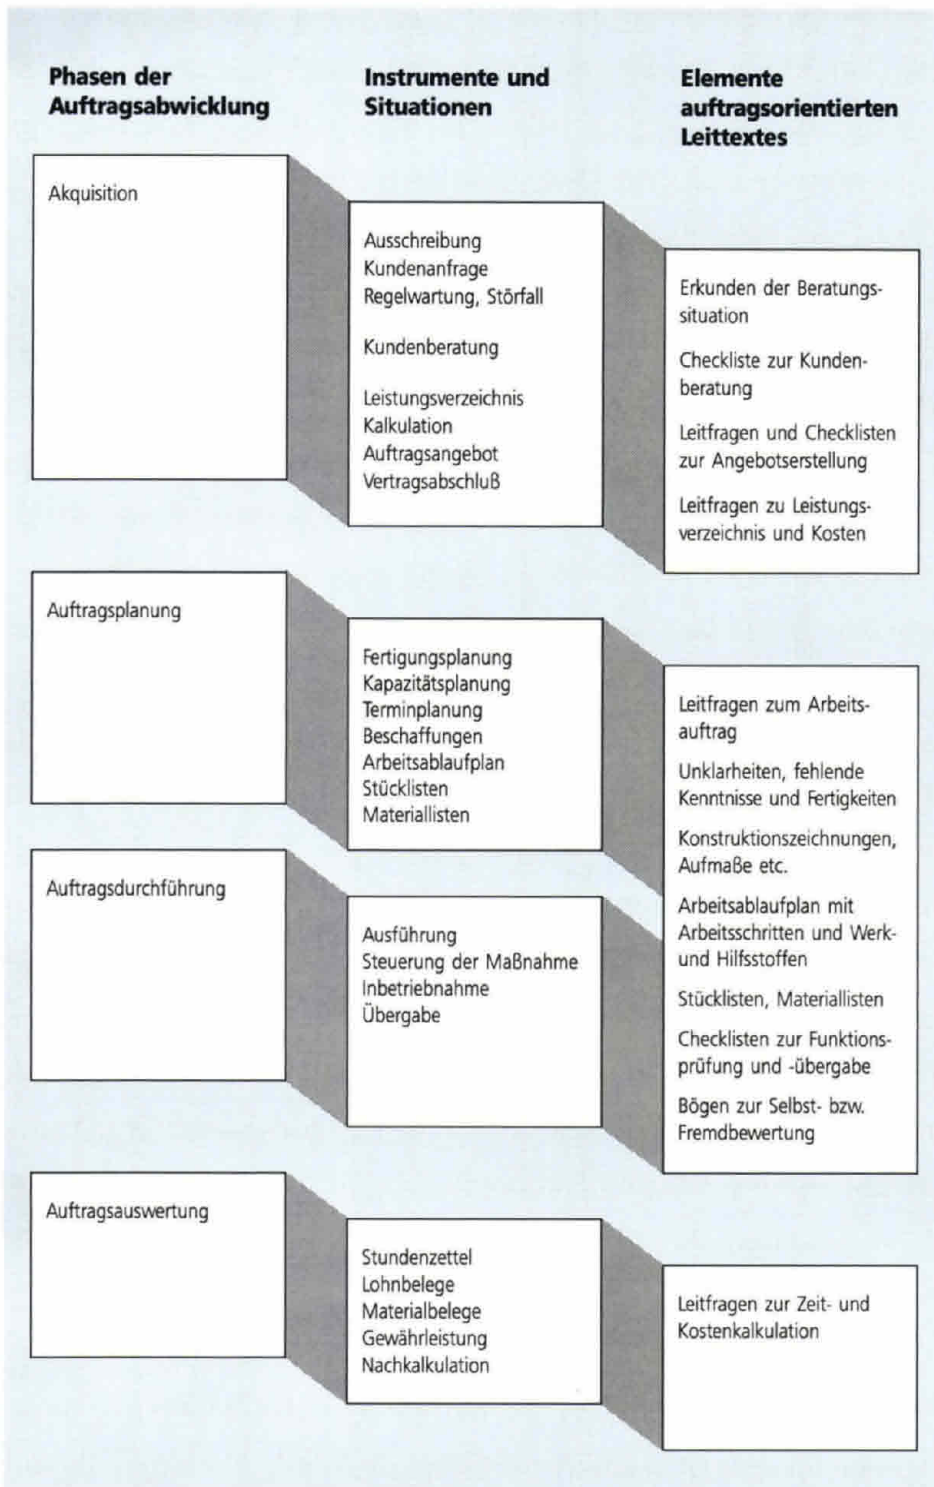 Phasen der
Auftragsabwicklung
Instrumente und
Situationen
Elemente
auftragsorientierten
Leittextes
Akquisition
Ausschreibung
Kundenanfrage
Regelwartung, Störfall
Kundenberatung
Leistungsverzeichnis
Kalkulation
Auftragsangebot
Vertragsabschluß
Erkunden der Beratungs-
situation
Checkliste zur Kunden-
beratung
Leitfragen und Checklisten
zur Angebotserstellung
Leitfragen zu Leistungs-
verzeichnis und Kosten
Auftragsplanung
Fertigungsplanung
Kapazitätsplanung
Terminplanung
Beschaffungen
Arbeitsablaufplan
Stücklisten
Materiallisten
Auftragsdurchführung
Ausführung
Steuerung der Maßnahme
Inbetriebnahme
Übergabe
Leitfragen zum Arbeits-
auftrag
Unklarheiten, fehlende
Kenntnisse und Fertigkeiten
Konstruktionszeichnungen,
Aufmaße etc.
Arbeitsablaufplan mit
Arbeitsschritten und Werk-
und Hilfsstoffen
Stücklisten, Materiallisten
Checklisten zur Funktions-
prüfung und -übergabe
Bögen zur Selbst- bzw.
Fremdbewertung
Auftragsauswertung
Stundenzettel
Lohnbelege
Materialbelege
Gewährleistung
Nachkalkulation
Leitfragen zur Zeit- und
Kostenkalkulation